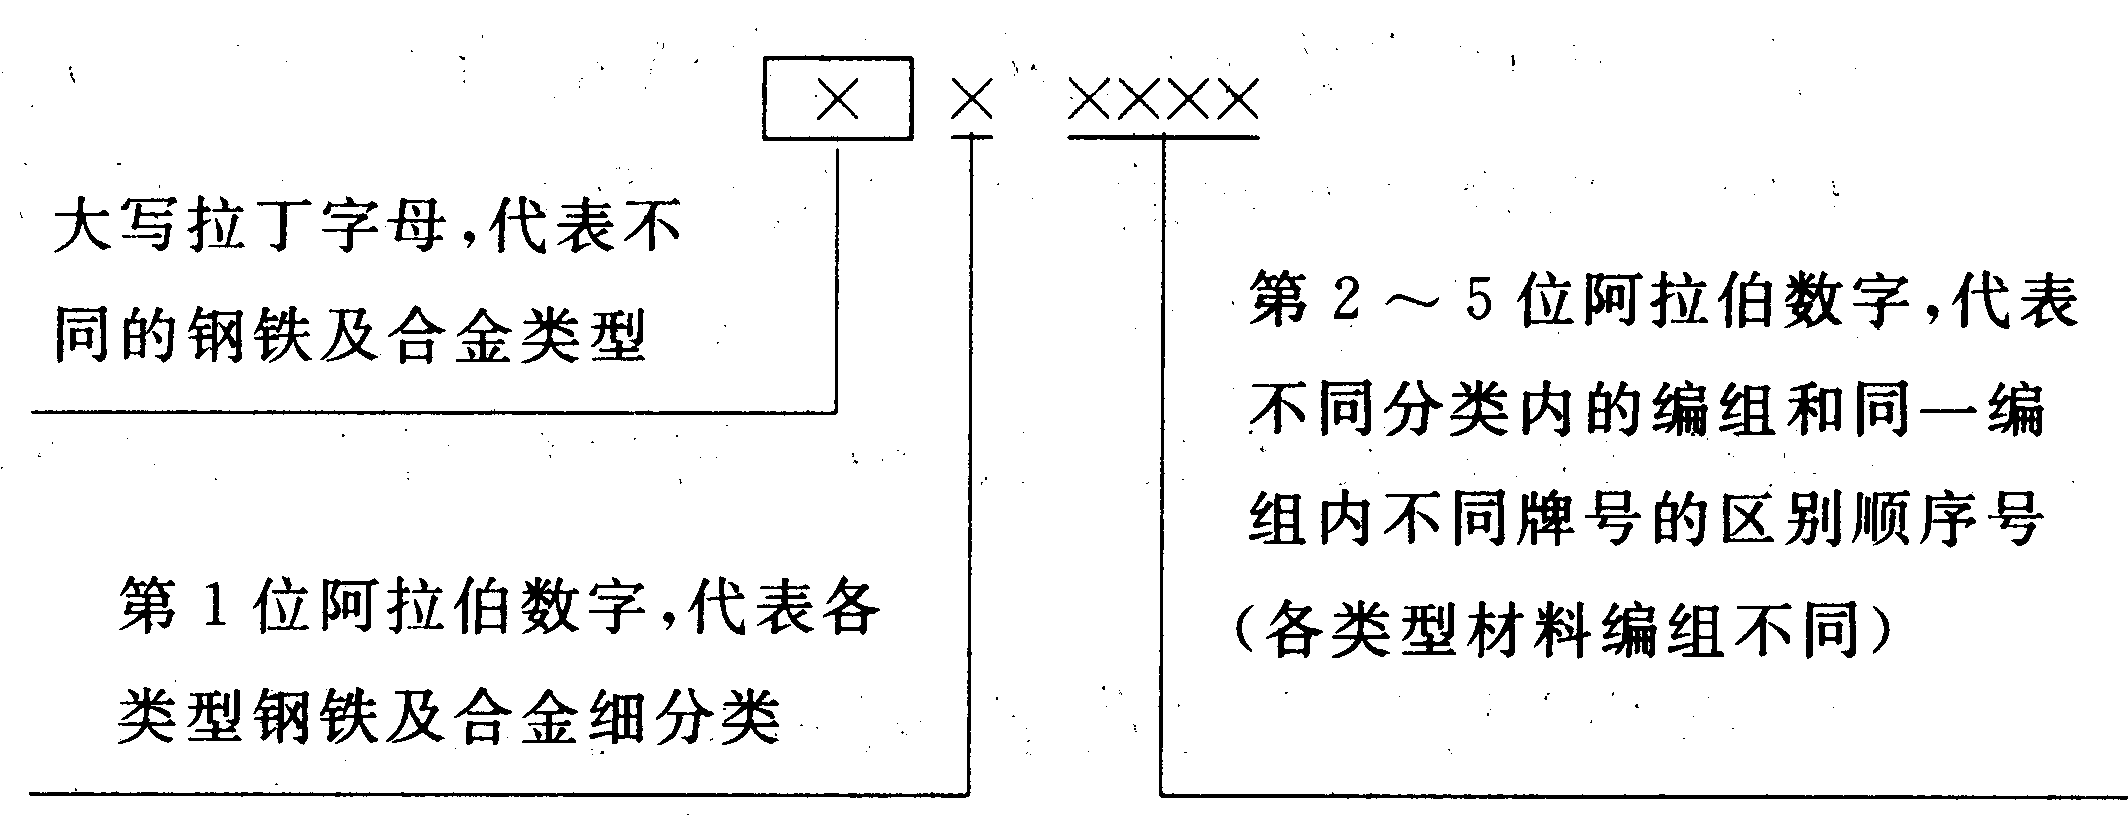 × × ××××
大写拉丁字母,代表不
同的钢铁及合金类型
第1位阿拉伯数字,代表各
类型钢铁及合金细分类
第2～5位阿拉伯数字,代表
不同分类内的编组和同一编
组内不同牌号的区别顺序号
(各类型材料编组不同)